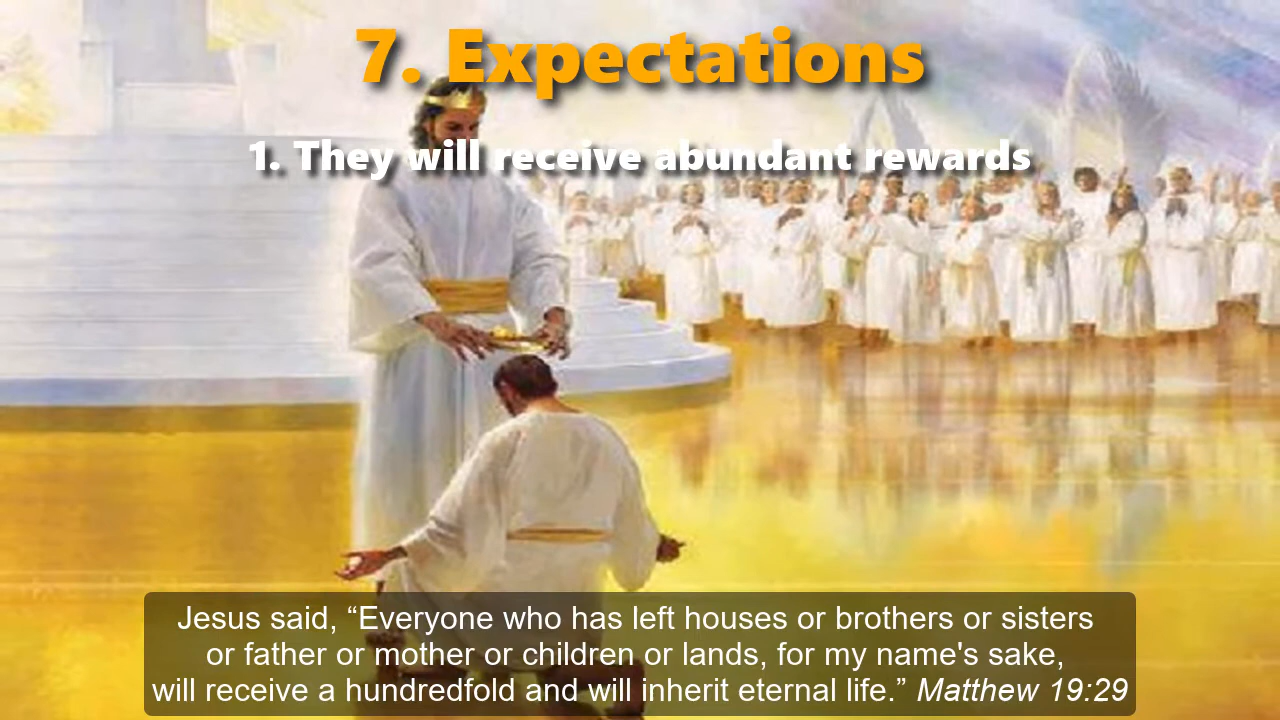 7. Expectations
1. They will receive abundant rewards
Jesus said, “Everyone who has left houses or brothers or sisters
or father or mother or children or lands, for my name's sake,
will receive a hundredfold and will inherit eternal life.” Matthew 19:29